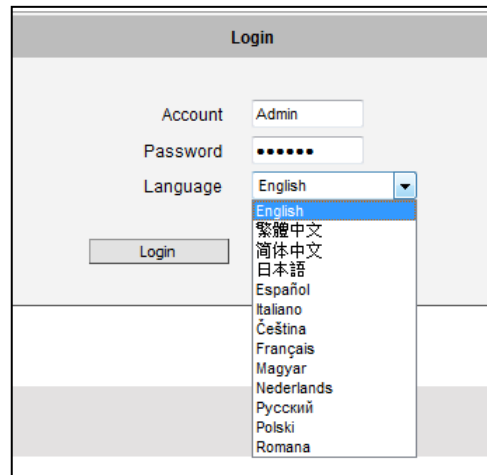 Login
Account Admin
Password ••••••
Language English
English
繁體中文
简体中文
日本語
Español
Italiano
Čeština
Français
Magyar
Nederlands
Русский
Polski
Romana
Login